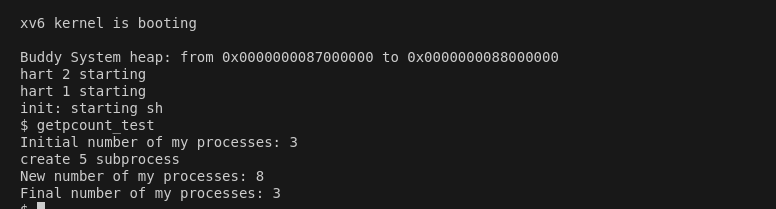 xv6 kernel is booting
Buddy System heap: from 0x0000000087000000 to 0x0000000088000000
hart 2 starting
hart 1 starting
init: starting sh
$ getpcount_test
Initial number of my processes: 3
create 5 subprocess
New number of my processes: 8
Final number of my processes: 3
$